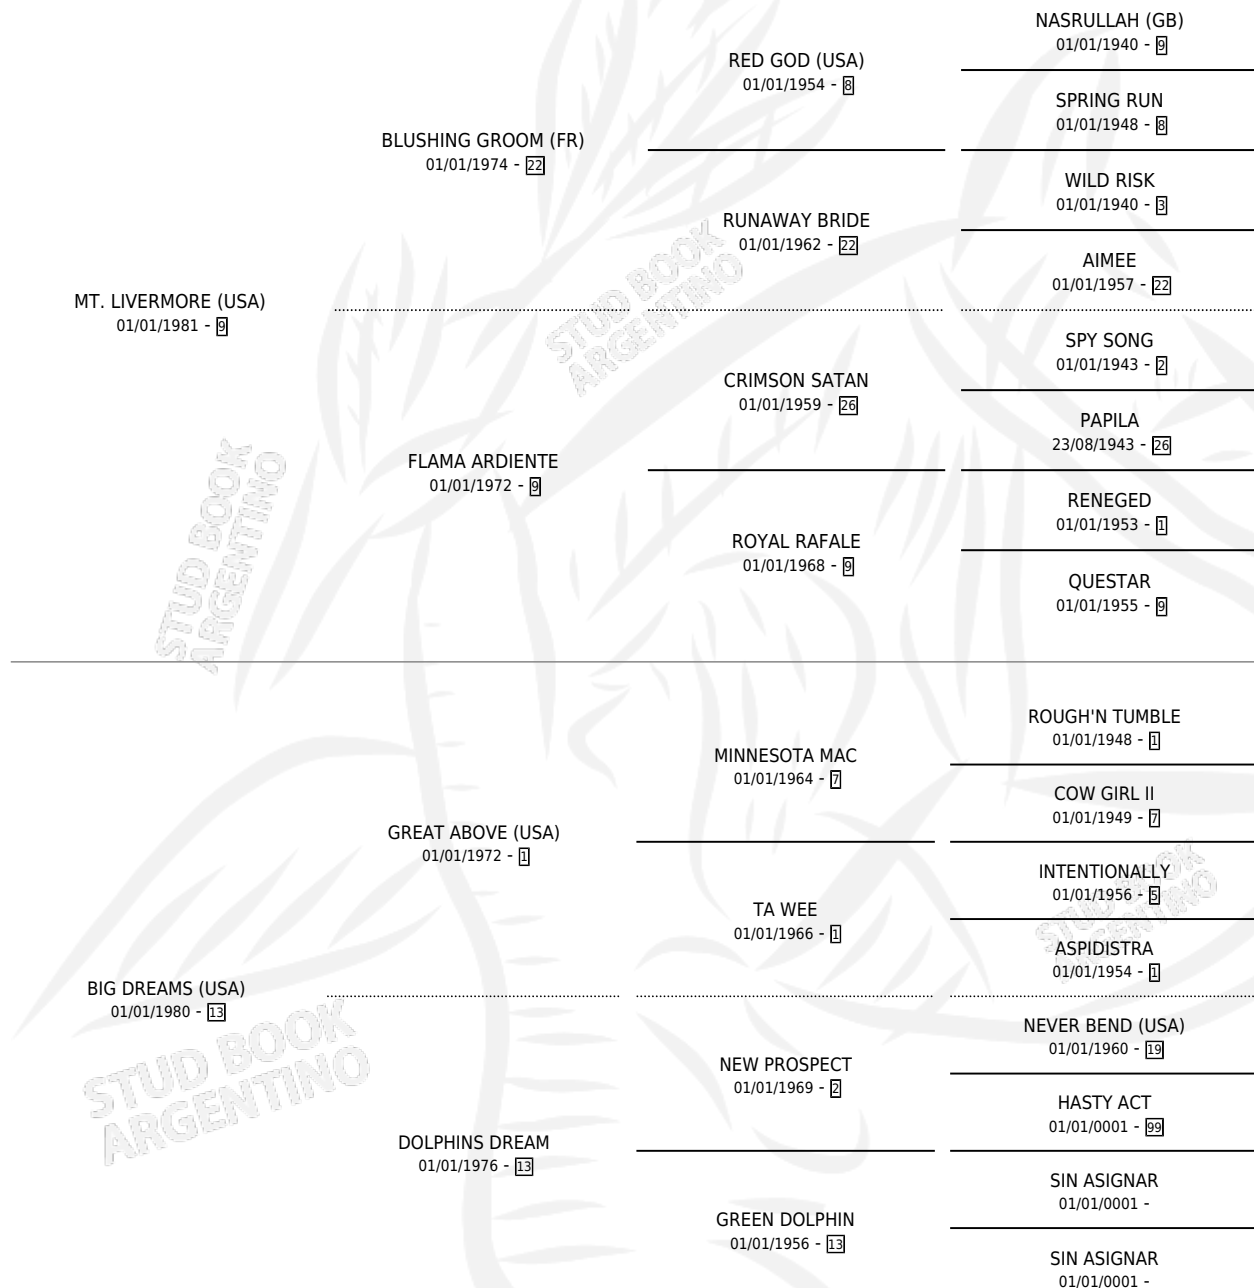 MT. LIVERMORE (USA)
01/01/1981 - 9
BLUSHING GROOM (FR)
01/01/1974 - 22
FLAMA ARDIENTE
01/01/1972 - 9
RED GOD (USA)
01/01/1954 - 8
RUNAWAY BRIDE
01/01/1962 - 22
CRIMSON SATAN
01/01/1959 - 26
ROYAL RAFALE
01/01/1968 - 9
NASRULLAH (GB)
01/01/1940 - 9
SPRING RUN
01/01/1948 - 8
WILD RISK
01/01/1940 - 3
AIMEE
01/01/1957 - 22
SPY SONG
01/01/1943 - 2
PAPILA
23/08/1943 - 26
RENEGED
01/01/1953 - 1
QUESTAR
01/01/1955 - 9
BIG DREAMS (USA)
01/01/1980 - 13
GREAT ABOVE (USA)
01/01/1972 - 1
DOLPHINS DREAM
01/01/1976 - 13
MINNESOTA MAC
01/01/1964 - 7
TA WEE
01/01/1966 - 1
NEW PROSPECT
01/01/1969 - 2
GREEN DOLPHIN
01/01/1956 - 13
ROUGH'N TUMBLE
01/01/1948 - 1
COW GIRL II
01/01/1949 - 7
INTENTIONALLY
01/01/1956 - 5
ASPIDISTRA
01/01/1954 - 1
NEVER BEND (USA)
01/01/1960 - 19
HASTY ACT
01/01/0001 - 99
SIN ASIGNAR
01/01/0001 -
SIN ASIGNAR
01/01/0001 -
STUD BOOK
ARGENTINO
STUD BOOK
ARGENTINO
STUD BOOK
ARGENTINO
STUD BOOK
ARGENTINO